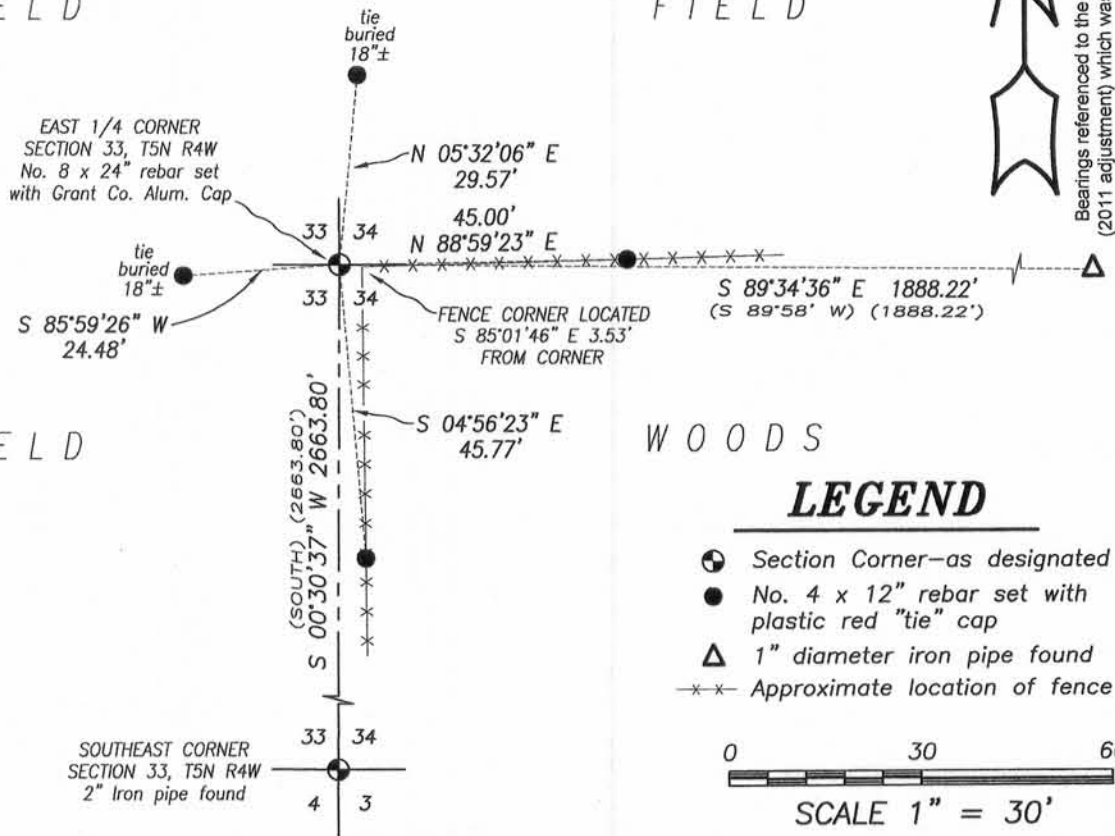 ELD
FIELD
tie
buried
18"±
EAST 1/4 CORNER
SECTION 33, T5N R4W
No. 8 x 24" rebar set
with Grant Co. Alum. Cap
N 05°32'06" E
29.57'
45.00'
N 88°59'23" E
33 34
33 34
tie
buried
18"±
S 85°59'26" W
24.48'
FENCE CORNER LOCATED
S 85°01'46" E 3.53'
FROM CORNER
S 89°34'36" E 1888.22'
(S 89°58' W) (1888.22')
S 04°56'23" E
45.77'
(SOUTH) (2663.80')
S 00°30'37" W 2663.80'
ELD
WOODS
SOUTHEAST CORNER
SECTION 33, T5N R4W
2" Iron pipe found
33 34
4 3
LEGEND
Section Corner-as designated
No. 4 x 12" rebar set with
plastic red "tie" cap
1" diameter iron pipe found
Approximate location of fence
0 30 60
SCALE 1" = 30'
Bearings referenced to the
(2011 adjustment) which was